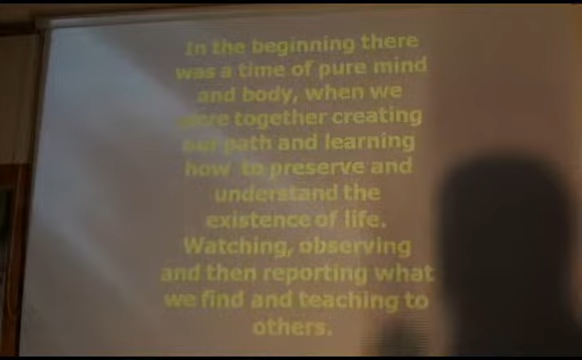 In the beginning there
was a time of pure mind
and body, when we
were together creating
our path and learning
how to preserve and
understand the
existence of life.
Watching, observing
and then reporting what
we find and teaching to
others.